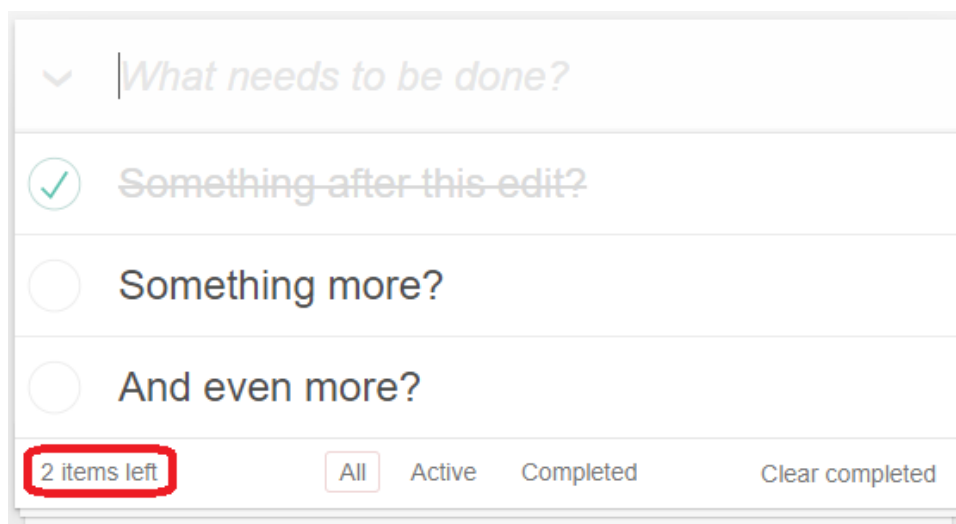 What needs to be done?
Something after this edit?
Something more?
And even more?
2 items left All Active Completed Clear completed